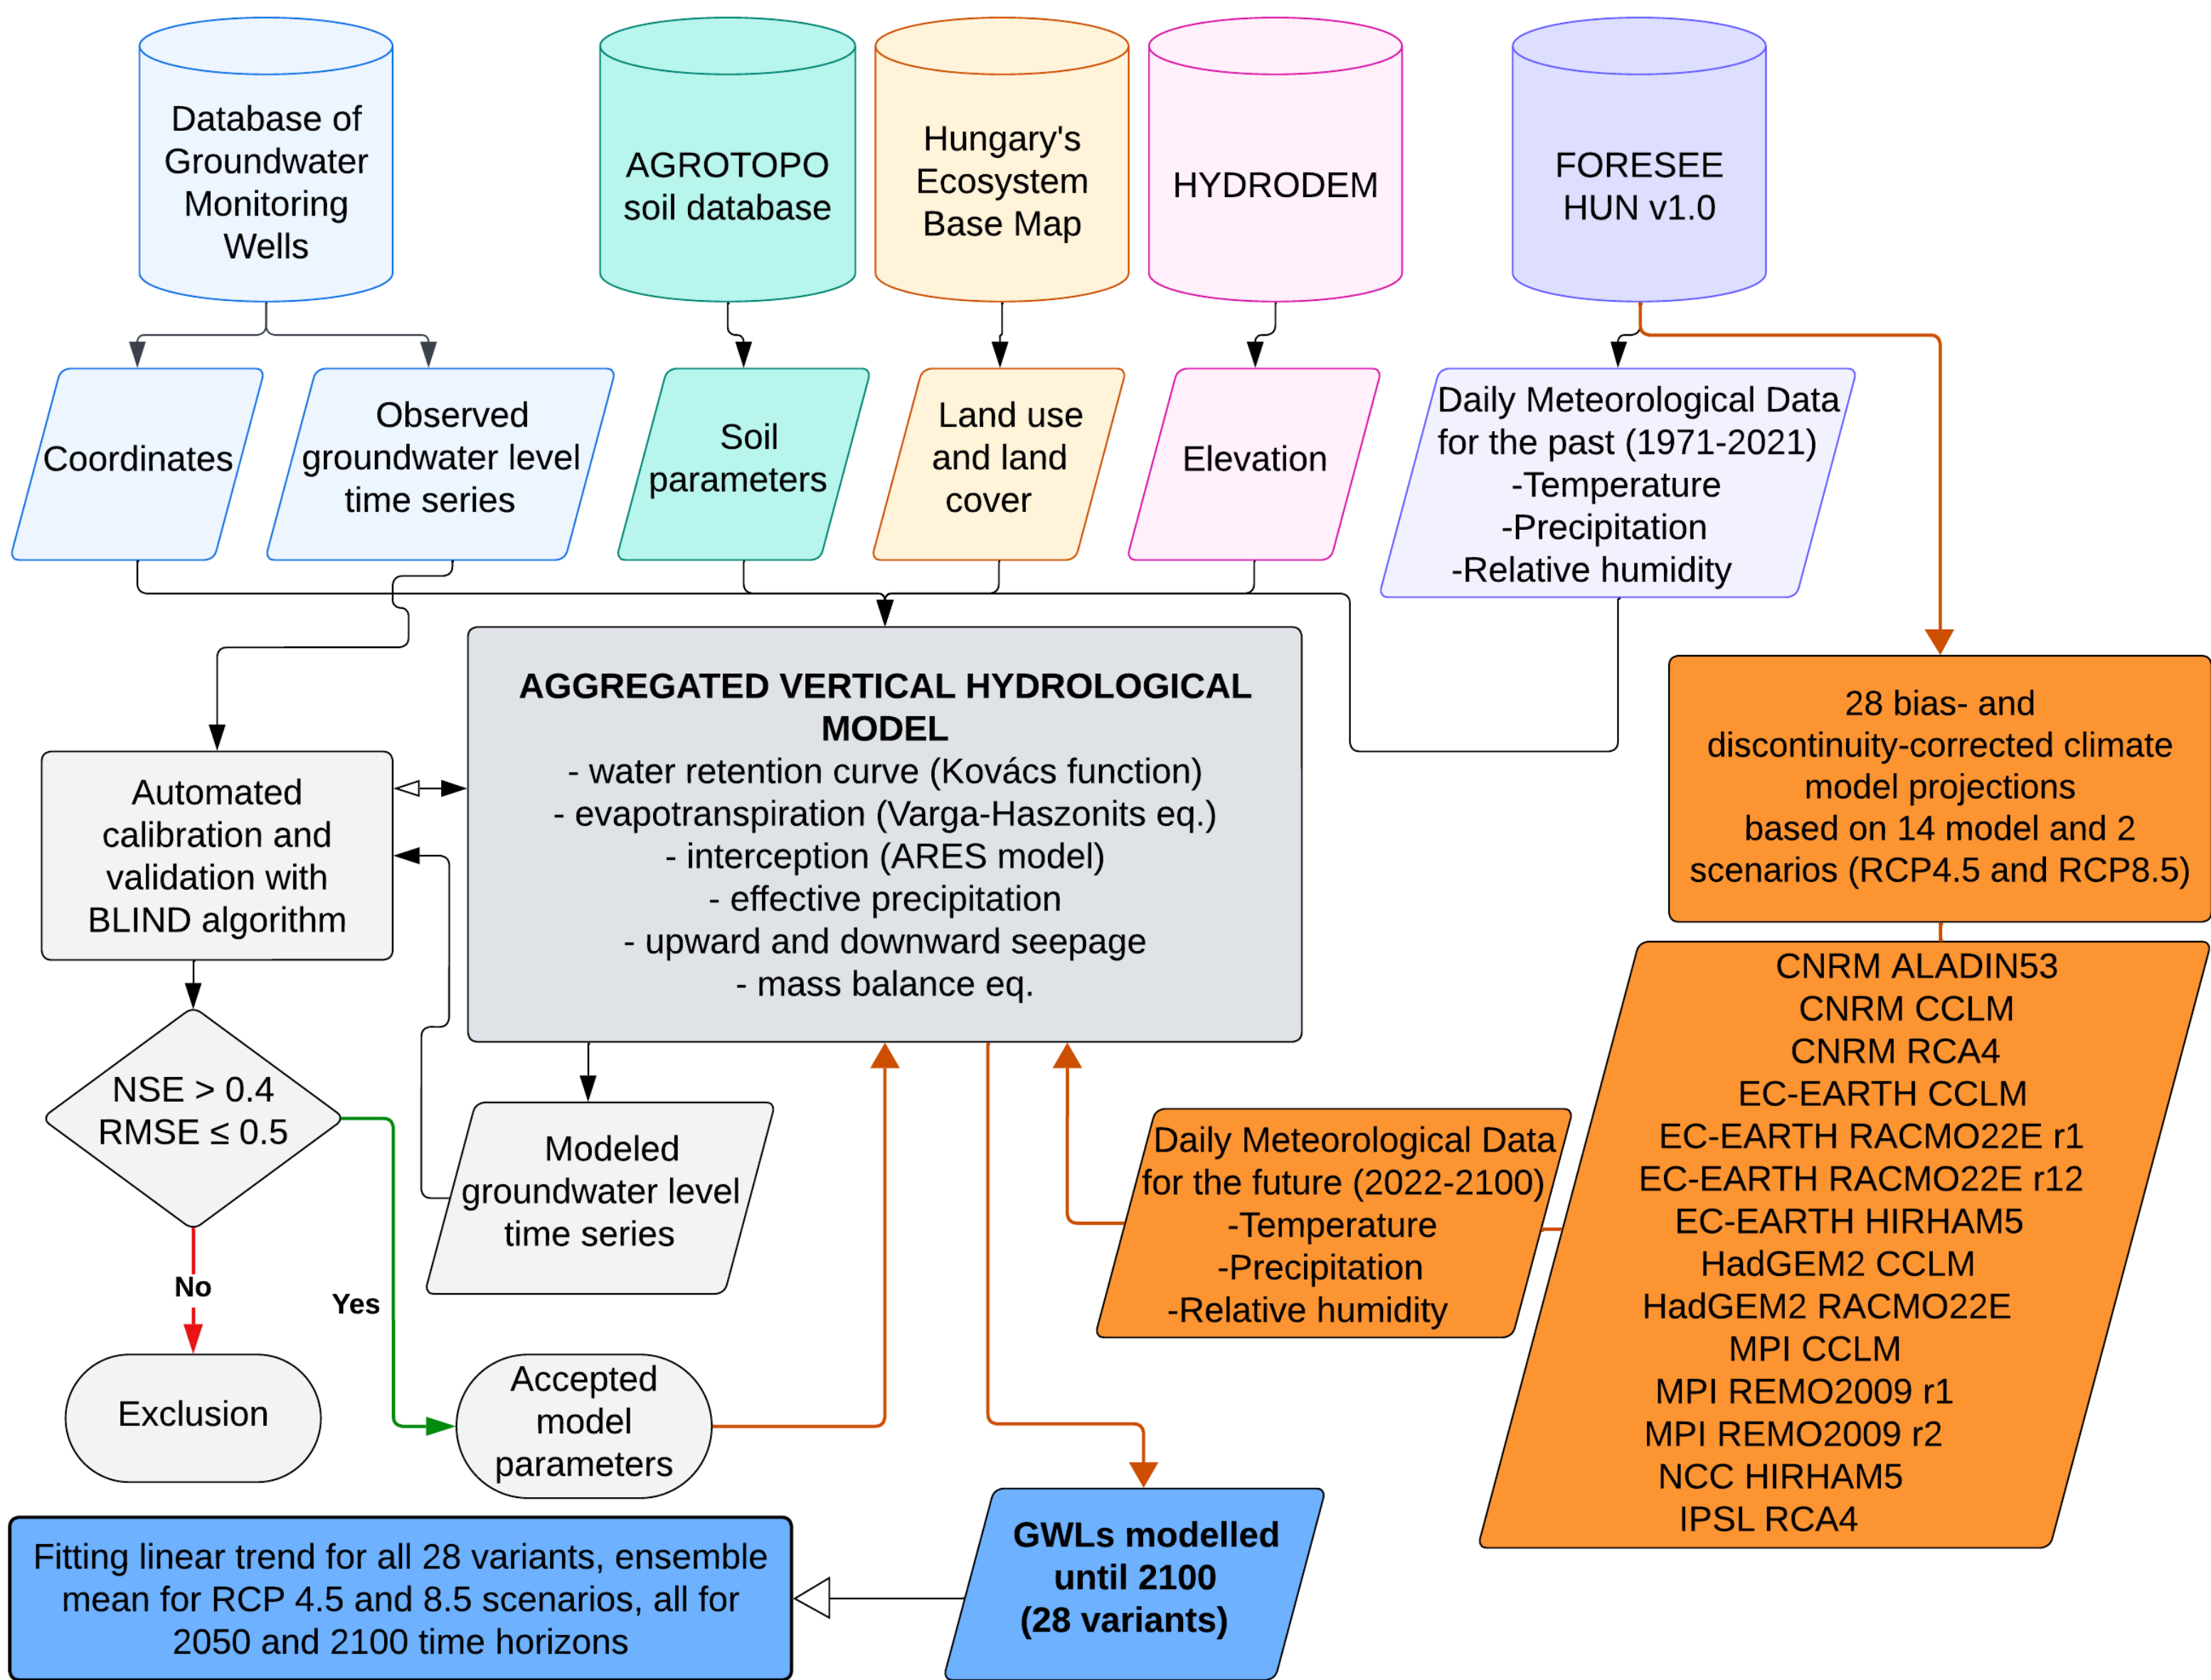 Database of
Groundwater
Monitoring
Wells
AGROTOPO
soil database
Hungary's
Ecosystem
Base Map
HYDRODEM
FORESEE
HUN v1.0
Coordinates
Observed
groundwater level
time series
Soil
parameters
Land use
and land
cover
Elevation
Daily Meteorological Data
for the past (1971-2021)
-Temperature
-Precipitation
-Relative humidity
AGGREGATED VERTICAL HYDROLOGICAL
MODEL
- water retention curve (Kovács function)
- evapotranspiration (Varga-Haszonits eq.)
- interception (ARES model)
- effective precipitation
- upward and downward seepage
- mass balance eq.
28 bias- and
discontinuity-corrected climate
model projections
based on 14 model and 2
scenarios (RCP4.5 and RCP8.5)
Automated
calibration and
validation with
BLIND algorithm
CNRM ALADIN53
CNRM CCLM
CNRM RCA4
EC-EARTH CCLM
EC-EARTH RACMO22E r1
EC-EARTH RACMO22E r12
EC-EARTH HIRHAM5
HadGEM2 CCLM
HadGEM2 RACMO22E
MPI CCLM
MPI REMO2009 r1
MPI REMO2009 r2
NCC HIRHAM5
IPSL RCA4
NSE > 0.4
RMSE ≤ 0.5
Modeled
groundwater level
time series
Daily Meteorological Data
for the future (2022-2100)
-Temperature
-Precipitation
-Relative humidity
No
Yes
Exclusion
Accepted
model
parameters
GWLs modelled
until 2100
(28 variants)
Fitting linear trend for all 28 variants, ensemble
mean for RCP 4.5 and 8.5 scenarios, all for
2050 and 2100 time horizons